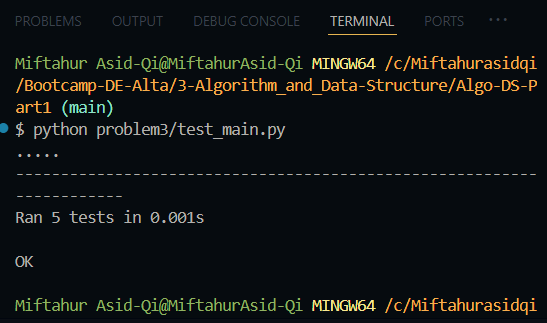 PROBLEMS OUTPUT DEBUG CONSOLE TERMINAL PORTS ...
Miftahur Asid-Qi@MiftahurAsid-Qi MINGW64 /c/Miftahurasidqi
/Bootcamp-DE-Alta/3-Algorithm_and_Data-Structure/Algo-DS-P
art1 (main)
$ python problem3/test_main.py
.....
----------------------------------------------------------
------------
Ran 5 tests in 0.001s
OK
Miftahur Asid-Qi@MiftahurAsid-Qi MINGW64 /c/Miftahurasidqi